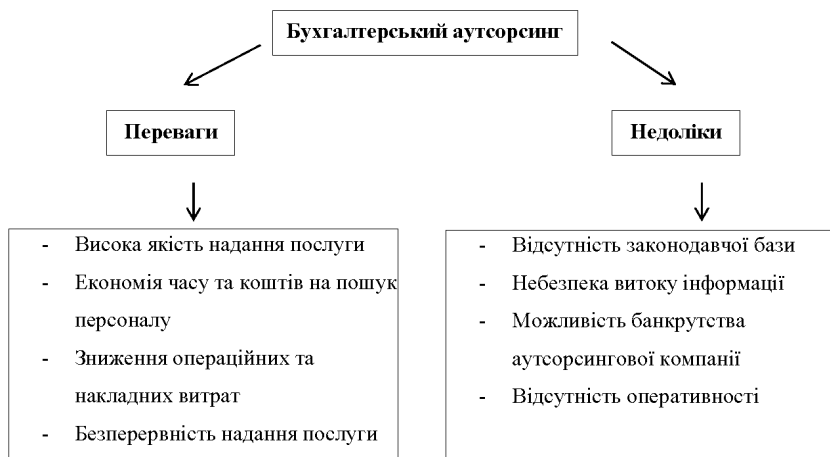 Бухгалтерський аутсорсинг
Переваги
Недоліки
- Висока якість надання послуги
- Економія часу та коштів на пошук
персоналу
- Зниження операційних та
накладних витрат
- Безперервність надання послуги
- Відсутність законодавчої бази
- Небезпека витоку інформації
- Можливість банкрутства
аутсорсингової компанії
- Відсутність оперативності